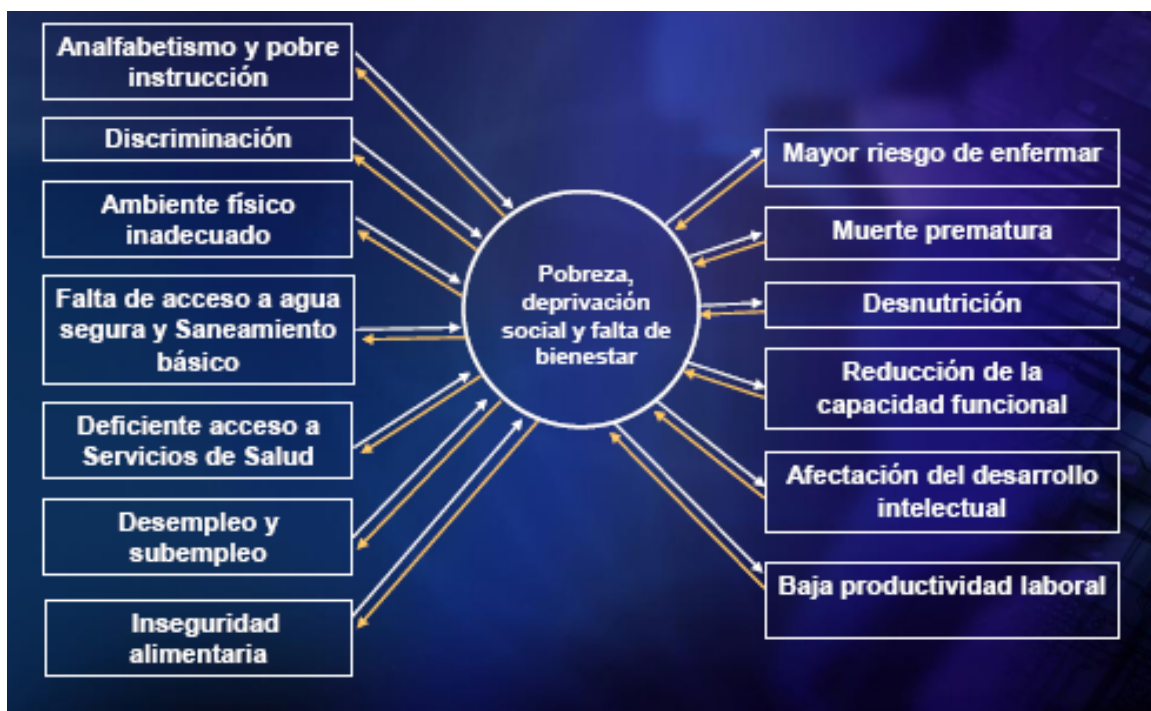 Analfabetismo y pobre
instrucción
Discriminación
Ambiente físico
inadecuado
Falta de acceso a agua
segura y Saneamiento
básico
Deficiente acceso a
Servicios de Salud
Desempleo y
subempleo
Inseguridad
alimentaria
Pobreza,
deprivación
social y falta de
bienestar
Mayor riesgo de enfermar
Muerte prematura
Desnutrición
Reducción de la
capacidad funcional
Afectación del desarrollo
intelectual
Baja productividad laboral